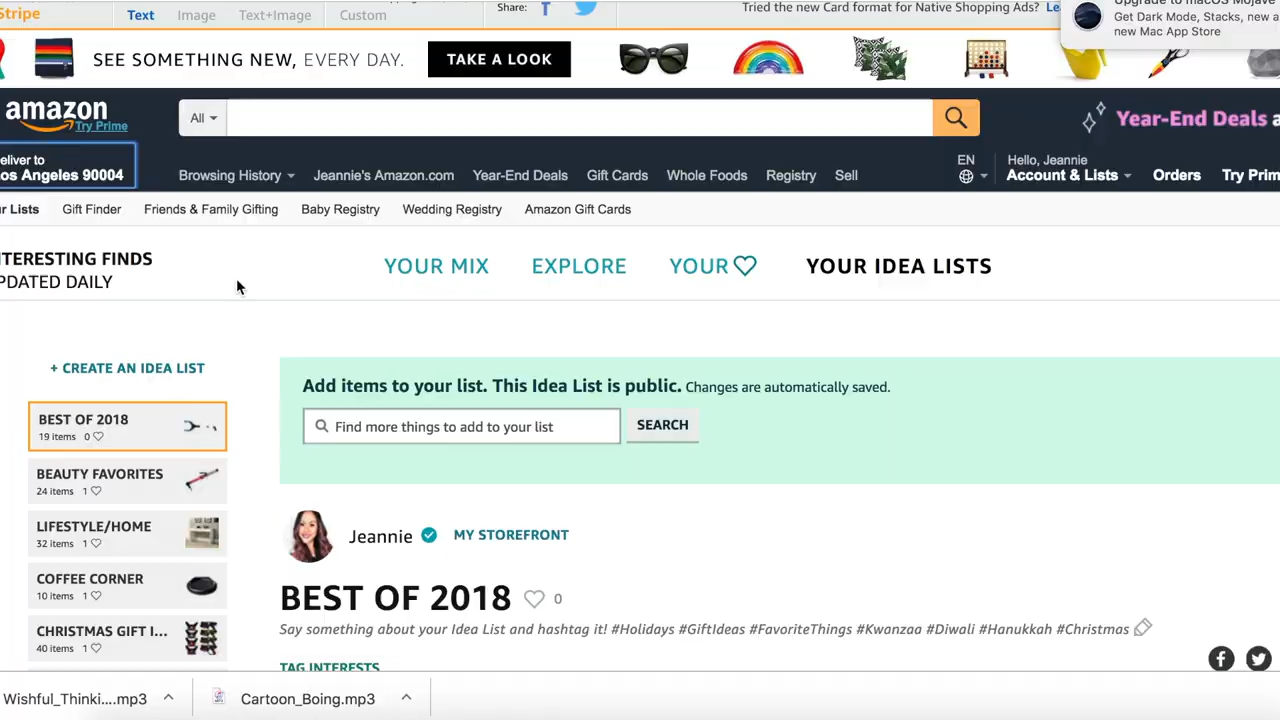 Stripe
Text Image Text+Image Custom Share: Tried the new Card format for Native Shopping Ads?
Upgrade to macOS Mojave
Get Dark Mode, Stacks, new a
new Mac App Store
SEE SOMETHING NEW, EVERY DAY. TAKE A LOOK
amazon
Try Prime
All
Year-End Deals a
eliver to
os Angeles 90004
Browsing History Jeannie's Amazon.com Year-End Deals Gift Cards Whole Foods Registry Sell
EN
Hello, Jeannie
Account & Lists Orders Try Prim
r Lists Gift Finder Friends & Family Gifting Baby Registry Wedding Registry Amazon Gift Cards
TERESTING FINDS
PDATED DAILY
YOUR MIX EXPLORE YOUR YOUR IDEA LISTS
+ CREATE AN IDEA LIST
BEST OF 2018
19 items 0
BEAUTY FAVORITES
24 items 1
LIFESTYLE/HOME
32 items 1
COFFEE CORNER
10 items 1
CHRISTMAS GIFT I...
40 items 1
Add items to your list. This Idea List is public. Changes are automatically saved.
Find more things to add to your list SEARCH
Jeannie MY STOREFRONT
BEST OF 2018 0
Say something about your Idea List and hashtag it! #Holidays #GiftIdeas #FavoriteThings #Kwanzaa #Diwali #Hanukkah #Christmas
TAG INTERESTS
Wishful_Thinki....mp3 Cartoon_Boing.mp3